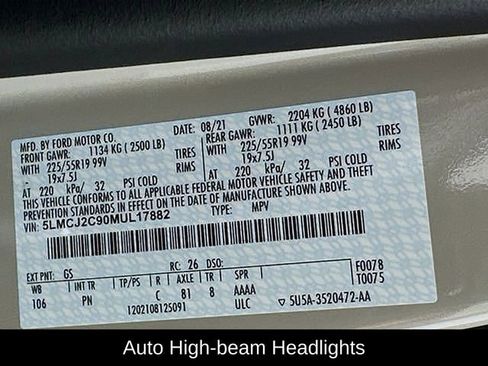 MFD. BY FORD MOTOR CO.
DATE: 08/21
GVWR: 2204 KG ( 4860 LB)
FRONT GAWR: 1134 KG ( 2500 LB)
REAR GAWR: 1111 KG ( 2450 LB)
WITH 225/55R19 99V TIRES
WITH 225/55R19 99V TIRES
19x7.5J RIMS
19x7.5J RIMS
AT 220 kPa/ 32 PSI COLD
AT 220 kPa/ 32 PSI COLD
THIS VEHICLE CONFORMS TO ALL APPLICABLE FEDERAL MOTOR VEHICLE SAFETY, BUMPER, AND THEFT
PREVENTION STANDARDS IN EFFECT ON THE DATE OF MANUFACTURE SHOWN ABOVE.
VIN: 5LMCJ2C90MUL17882
TYPE: MPV
F0078
T0075
EXT PNT: GS RC: 26 DSO:
WB INT TR TP/PS R AXLE TR SPR
106 PN C 81 8 AAAA
1202108125091 ULC
5U5A-3520472-AA
Auto High-beam Headlights